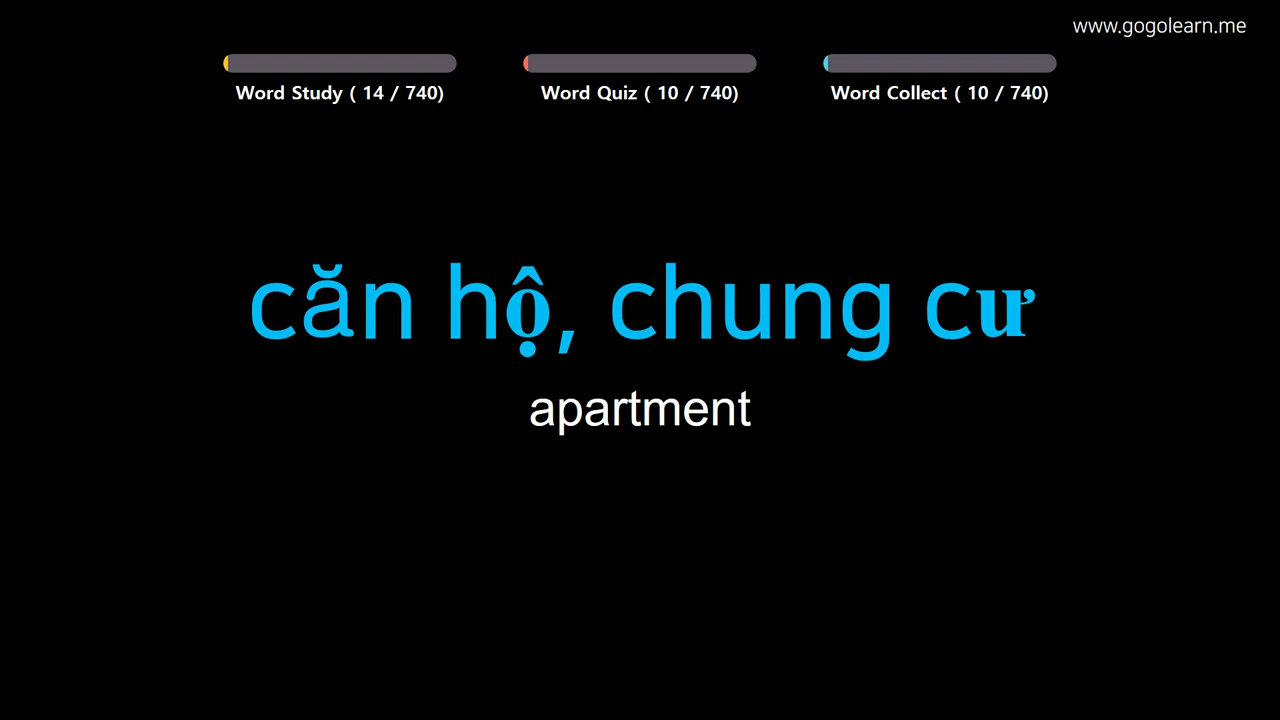 www.gogolearn.me
Word Study ( 14 / 740)
Word Quiz ( 10 / 740)
Word Collect ( 10 / 740)
căn hộ, chung cư
apartment